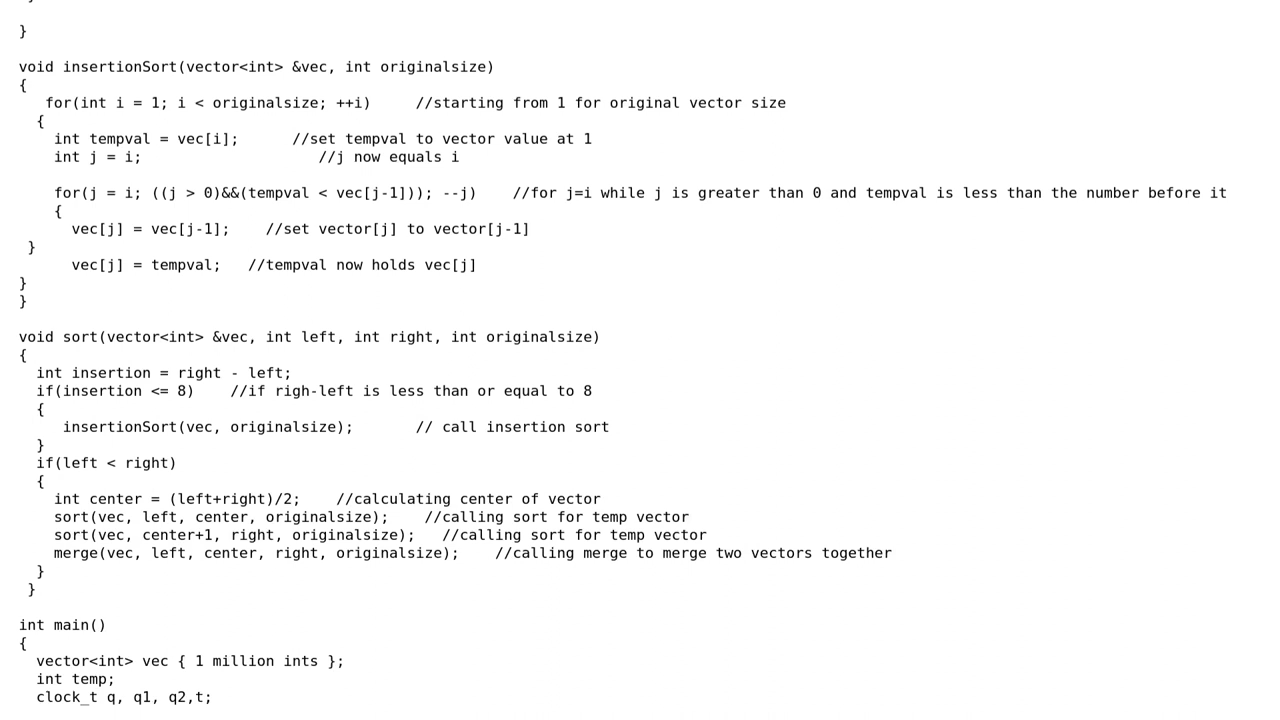 }
void insertionSort(vector<int> &vec, int originalsize)
{
for(int i = 1; i < originalsize; ++i)     //starting from 1 for original vector size
{
int tempval = vec[i];      //set tempval to vector value at 1
int j = i;                    //j now equals i
for(j = i; ((j > 0)&&(tempval < vec[j-1])); --j)    //for j=i while j is greater than 0 and tempval is less than the number before it
{
vec[j] = vec[j-1];    //set vector[j] to vector[j-1]
}
vec[j] = tempval;   //tempval now holds vec[j]
}
}
void sort(vector<int> &vec, int left, int right, int originalsize)
{
int insertion = right - left;
if(insertion <= 8)    //if righ-left is less than or equal to 8
{
insertionSort(vec, originalsize);       // call insertion sort
}
if(left < right)
{
int center = (left+right)/2;    //calculating center of vector
sort(vec, left, center, originalsize);    //calling sort for temp vector
sort(vec, center+1, right, originalsize);   //calling sort for temp vector
merge(vec, left, center, right, originalsize);    //calling merge to merge two vectors together
}
}
int main()
{
vector<int> vec { 1 million ints };
int temp;
clock_t q, q1, q2,t;